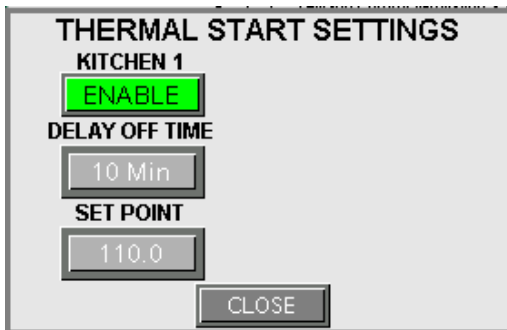 THERMAL START SETTINGS
KITCHEN 1
ENABLE
DELAY OFF TIME
10 Min
SET POINT
110.0
CLOSE